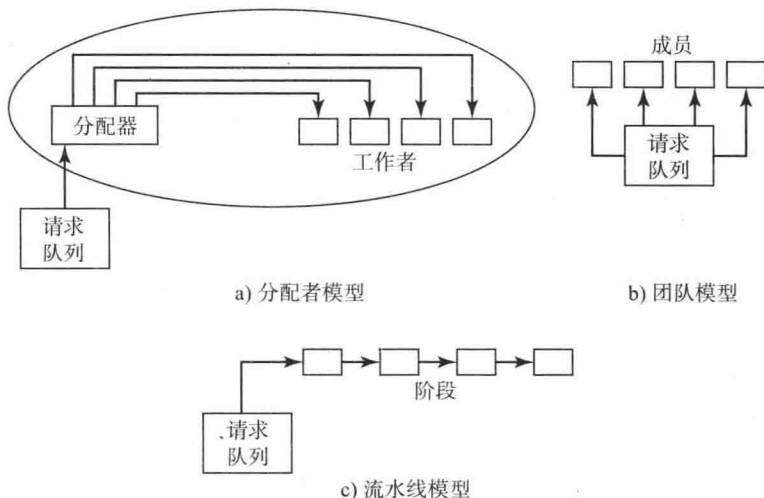 分配器
工作者
请求
队列
a) 分配者模型
成员
请求
队列
b) 团队模型
阶段
、请求
队列
c) 流水线模型